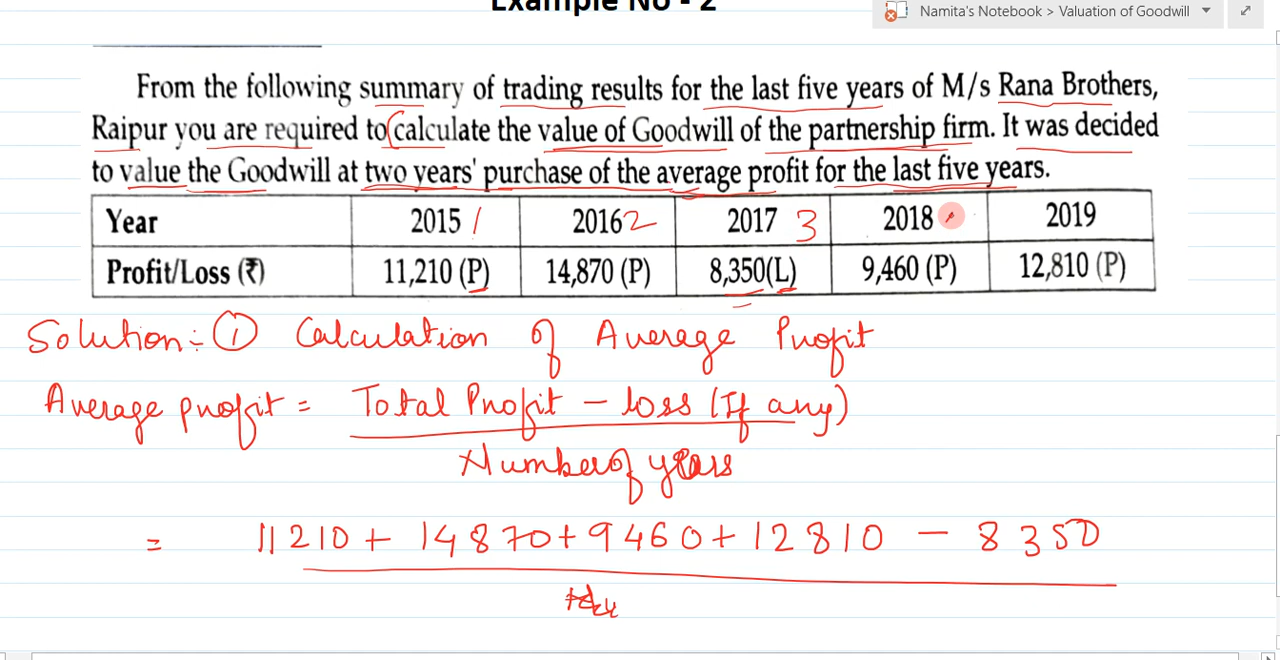 Example No - 2
Namita's Notebook > Valuation of Goodwill
From the following summary of trading results for the last five years of M/s Rana Brothers,
Raipur you are required to calculate the value of Goodwill of the partnership firm. It was decided
to value the Goodwill at two years' purchase of the average profit for the last five years.
Year 2015 1 2016 2 2017 3 2018 2019
Profit/Loss (₹) 11,210 (P) 14,870 (P) 8,350(L) 9,460 (P) 12,810 (P)
Solution:- ① Calculation of Average Profit
Average profit = Total Profit - loss (If any)
Number of years
= 11210 + 14870 + 9460 + 12810 - 8350